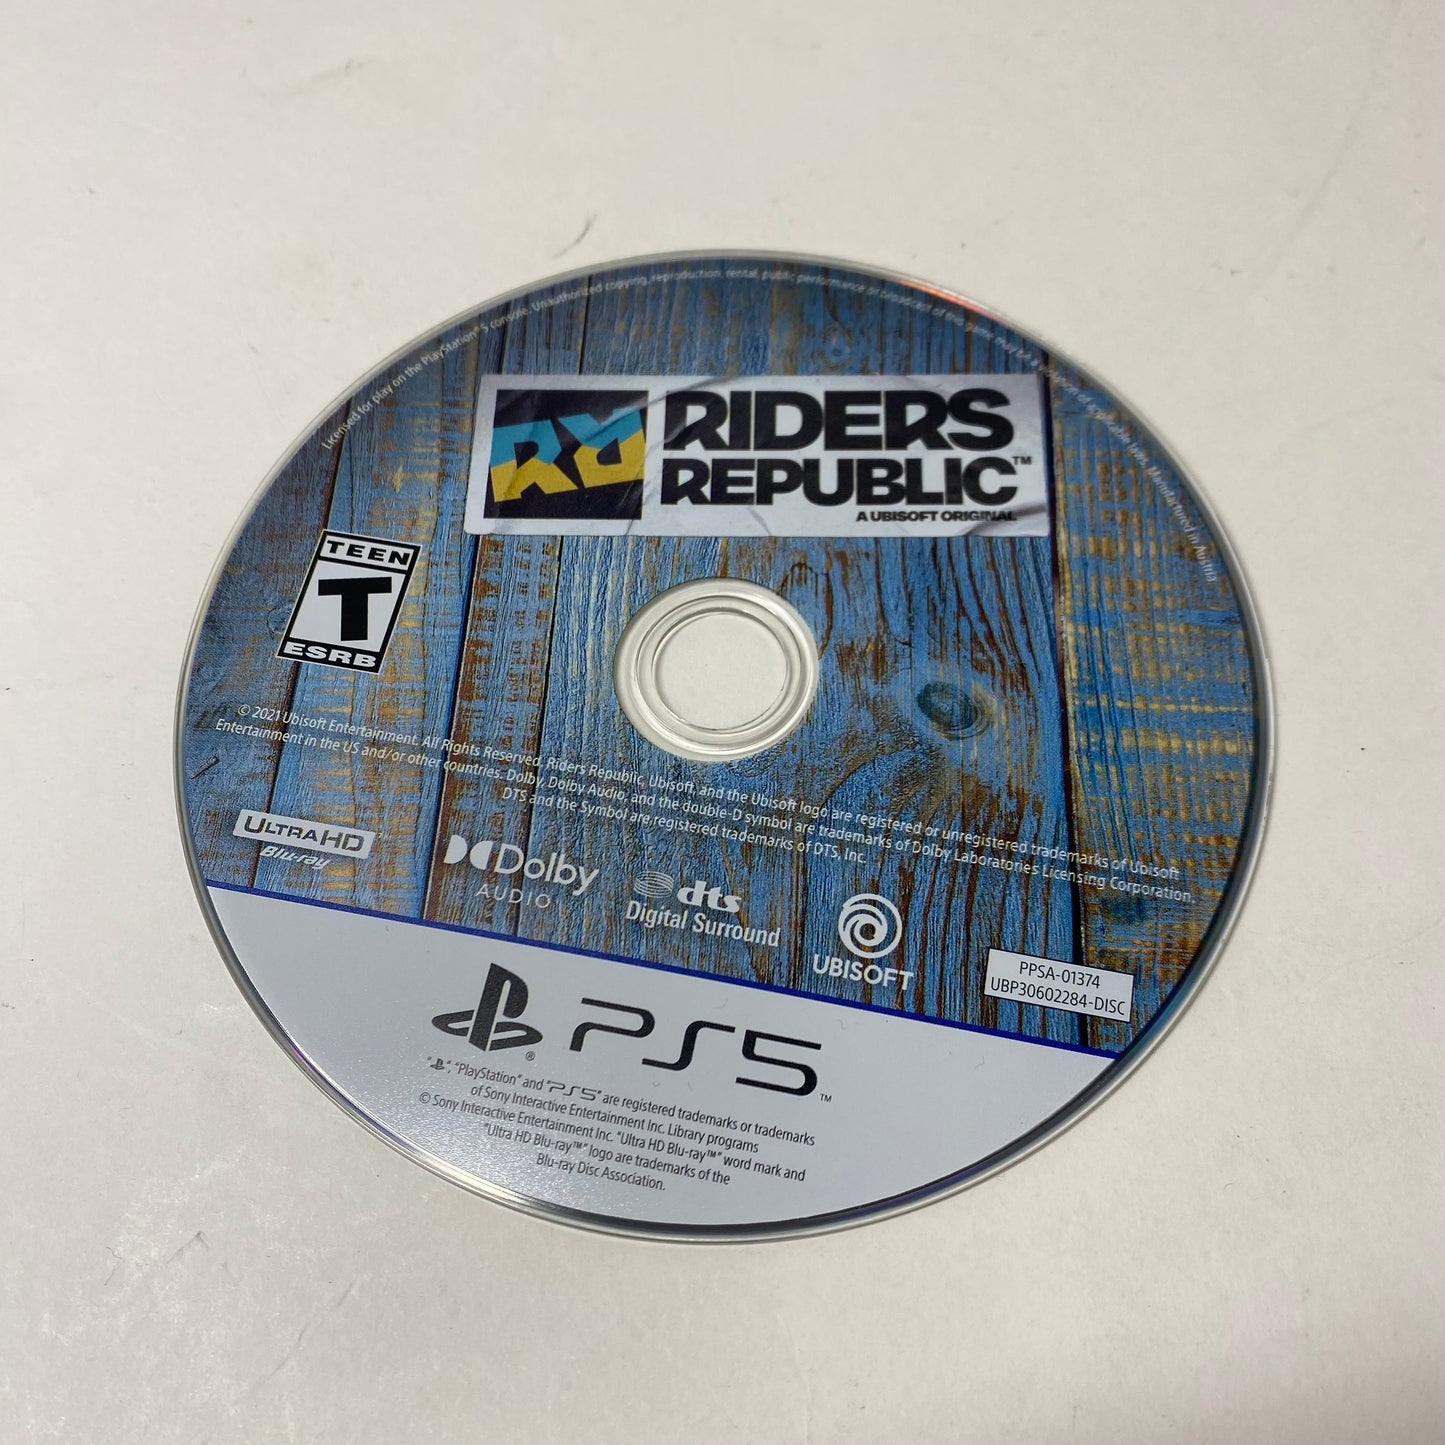 Licensed for play on the PlayStation®5 console. Unauthorized copying, reproduction, rental, public performance or broadcast of this game may be a violation of applicable laws. Manufactured in Austria
RIDERS
REPUBLIC™
A UBISOFT ORIGINAL
TEEN
T
ESRB
© 2021 Ubisoft Entertainment. All Rights Reserved. Riders Republic, Ubisoft, and the Ubisoft logo are registered or unregistered trademarks of Ubisoft
Entertainment in the US and/or other countries. Dolby, Dolby Audio, and the double-D symbol are trademarks of Dolby Laboratories Licensing Corporation.
DTS and the Symbol are registered trademarks of DTS, Inc.
ULTRA HD
Blu-ray
Dolby
AUDIO
dts
Digital Surround
UBISOFT
PPSA-01374
UBP30602284-DISC
® PS5™
" ", "PlayStation" and "PS5" are registered trademarks or trademarks
of Sony Interactive Entertainment Inc. Library programs
© Sony Interactive Entertainment Inc. "Ultra HD Blu-ray™" word mark and
"Ultra HD Blu-ray™" logo are trademarks of the
Blu-ray Disc Association.